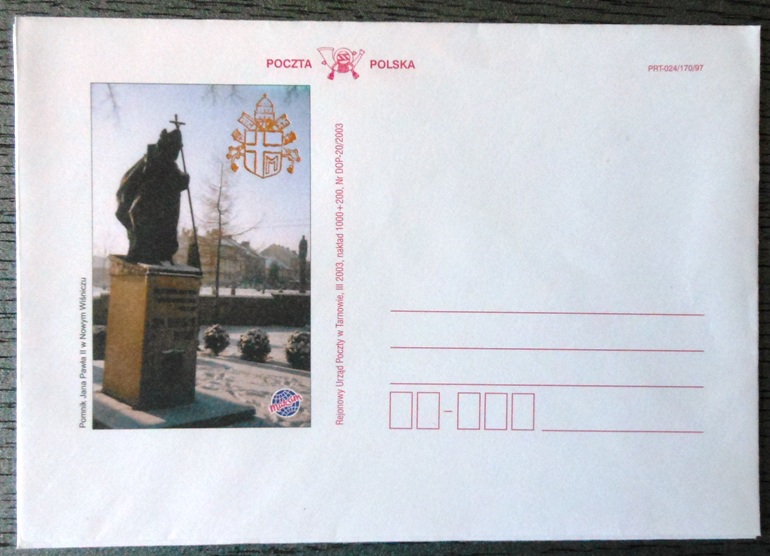 POCZTA POLSKA
PRT-024/170/97
Pomnik Jana Pawła II w Nowym Wiśniczu
Rejonowy Urząd Poczty w Tarnowie, III 2003, nakład 1000+200, Nr DOP-20/2003
M